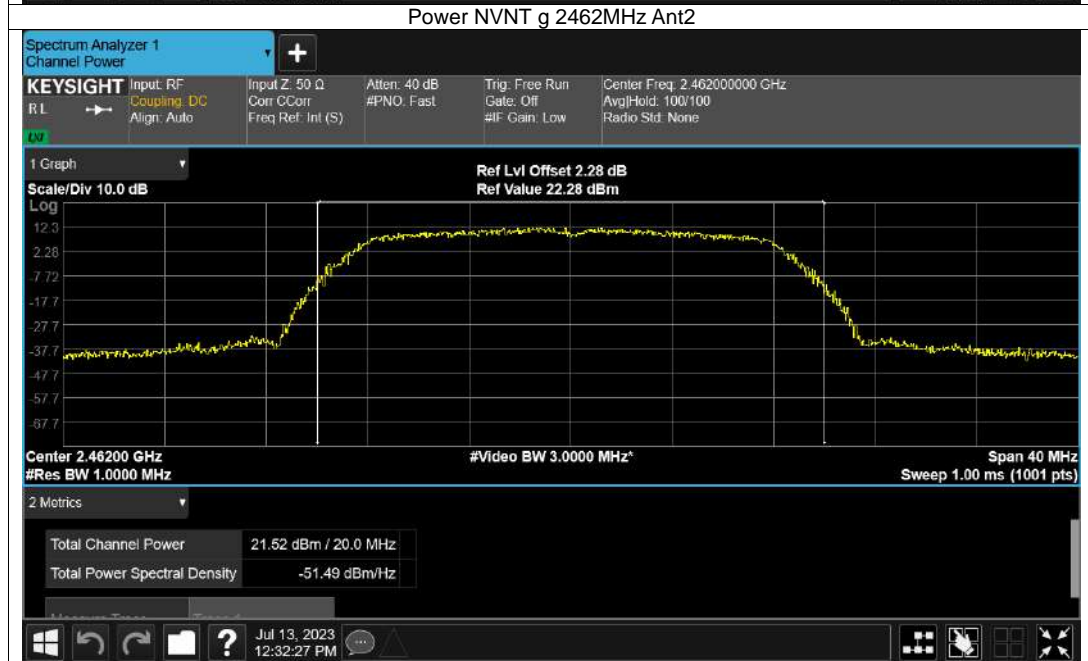 Power NVNT g 2462MHz Ant2
Spectrum Analyzer 1
Channel Power
KEYSIGHT
R L
LXI
Input: RF
Coupling: DC
Align: Auto
Input Z: 50 Ω
Corr CCorr
Freq Ref: Int (S)
Atten: 40 dB
#PNO: Fast
Trig: Free Run
Gate: Off
#IF Gain: Low
Center Freq: 2.462000000 GHz
Avg|Hold: 100/100
Radio Std: None
1 Graph
Scale/Div 10.0 dB
Ref Lvl Offset 2.28 dB
Ref Value 22.28 dBm
Log
12.3
2.28
-7.72
-17.7
-27.7
-37.7
-47.7
-57.7
-67.7
Center 2.46200 GHz
#Res BW 1.0000 MHz
#Video BW 3.0000 MHz*
Span 40 MHz
Sweep 1.00 ms (1001 pts)
2 Metrics
Total Channel Power 21.52 dBm / 20.0 MHz
Total Power Spectral Density -51.49 dBm/Hz
Jul 13, 2023
12:32:27 PM